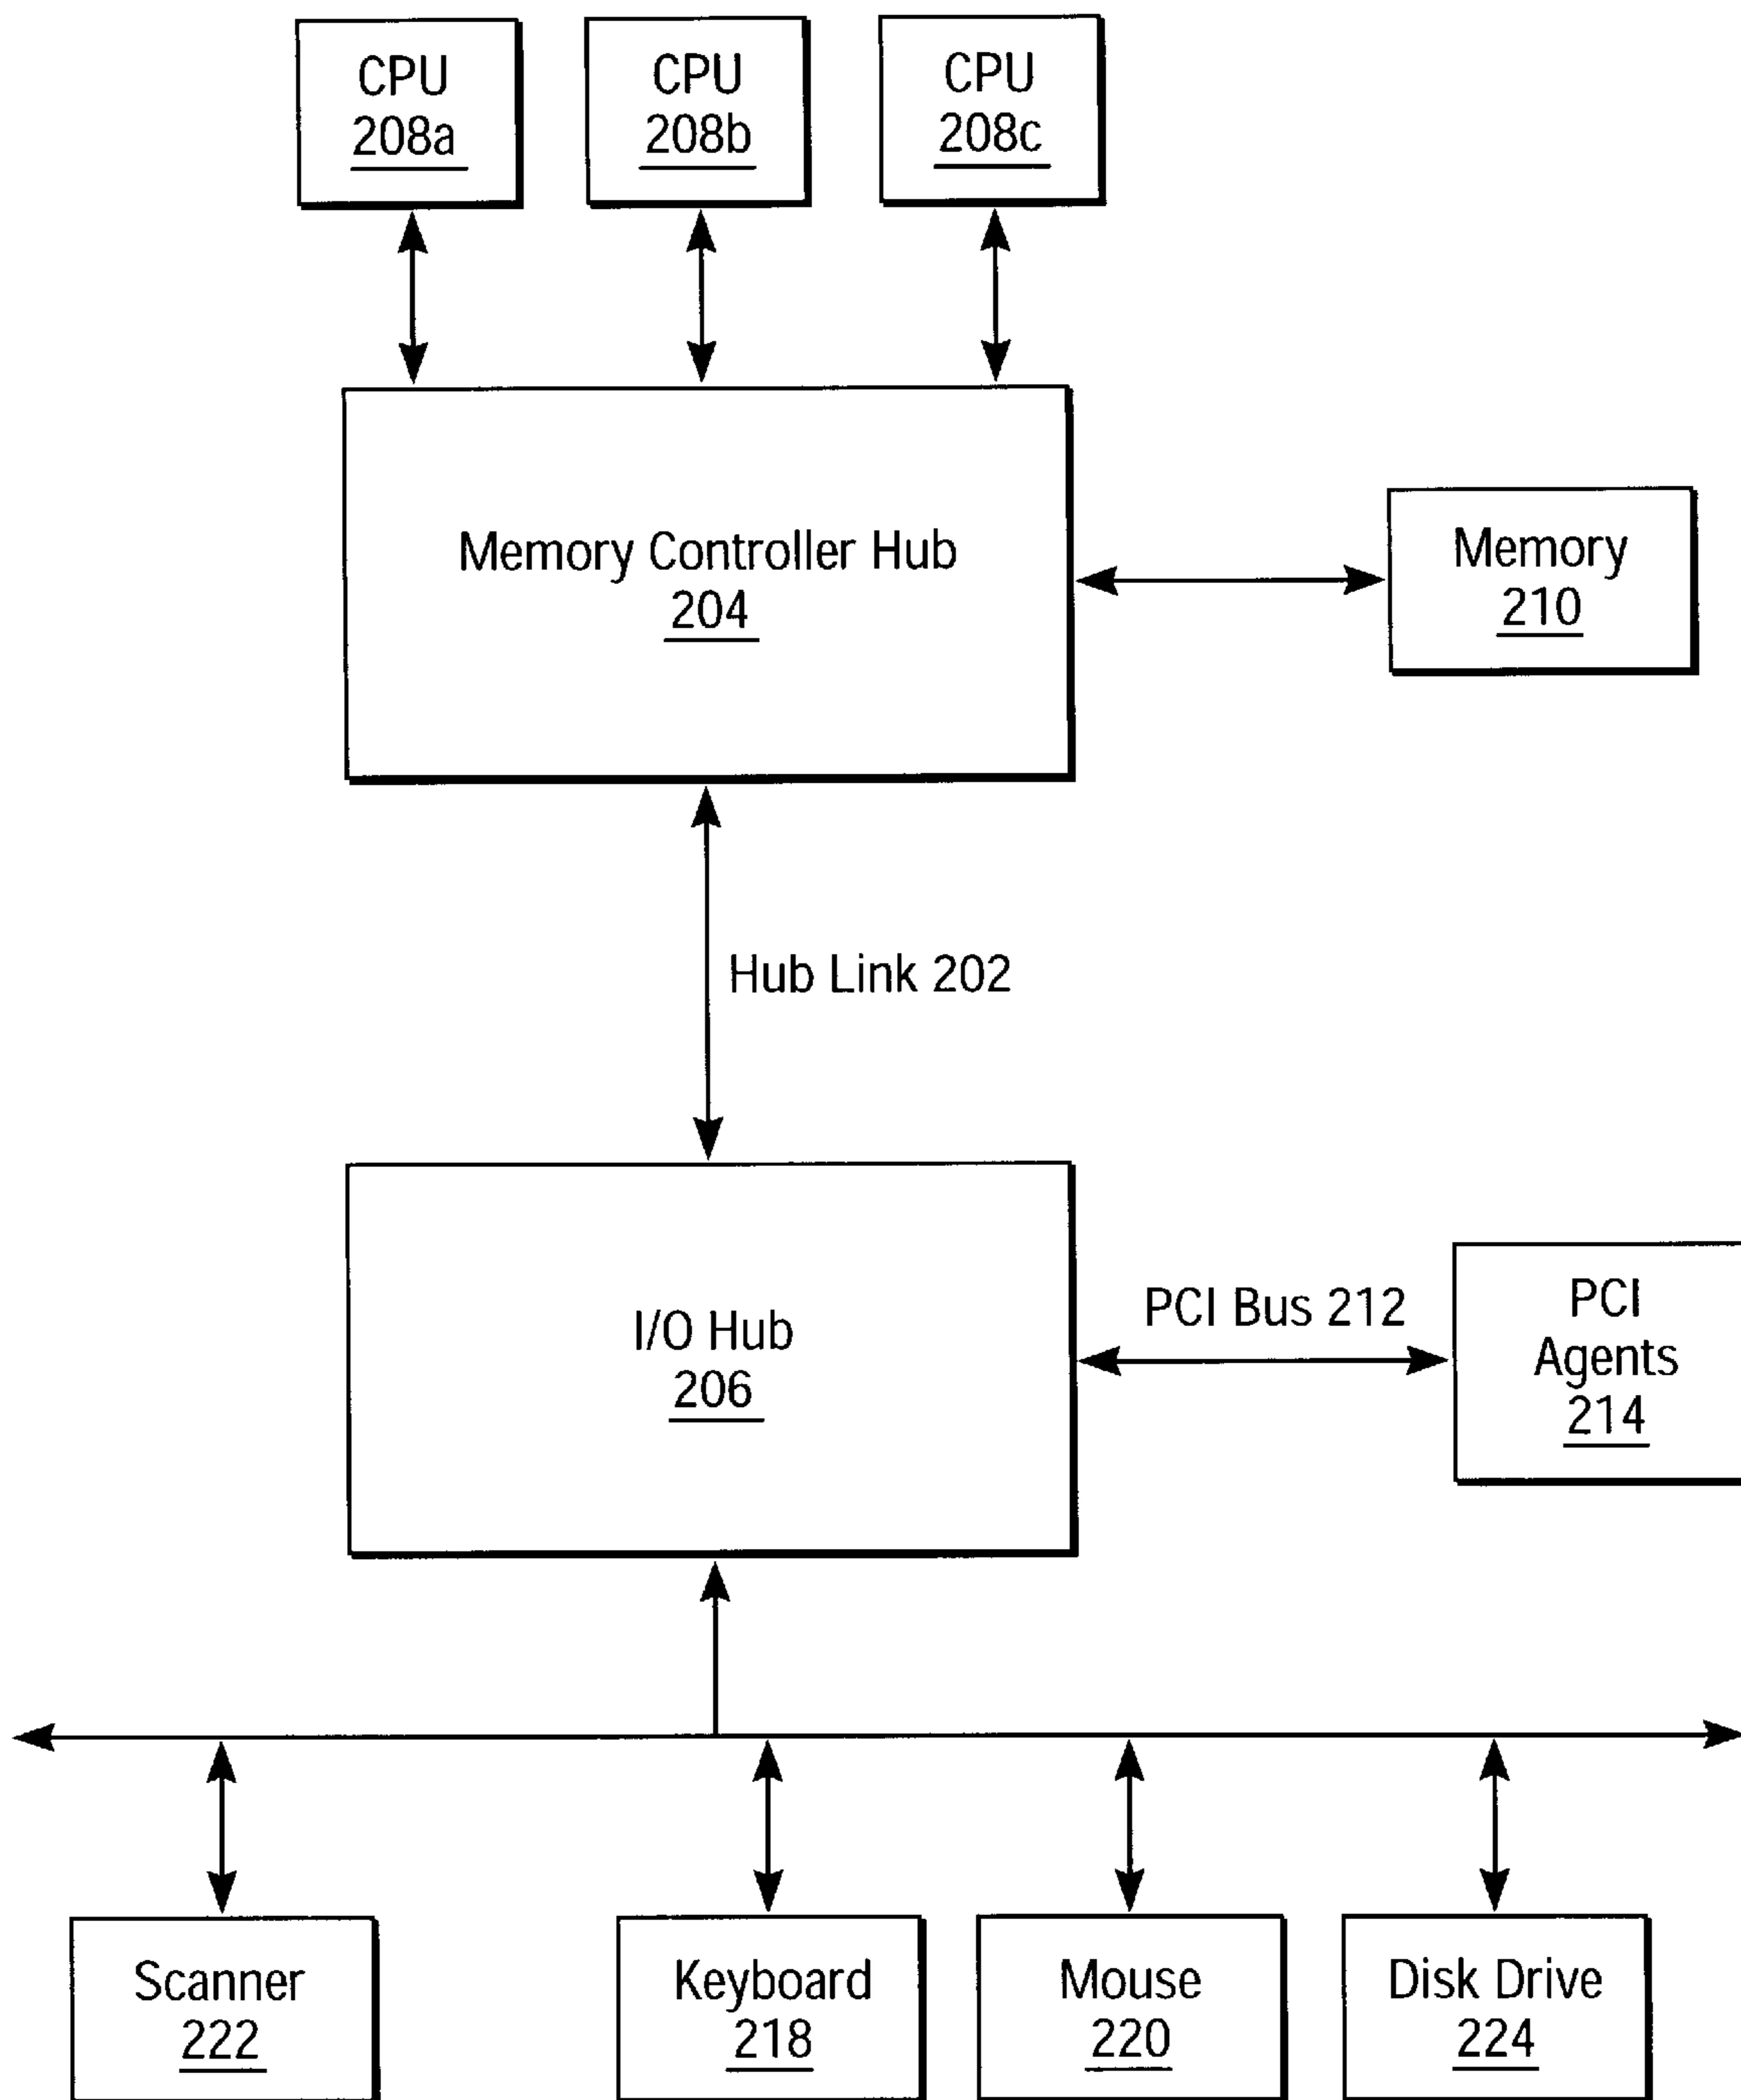 CPU
208a
CPU
208b
CPU
208c
Memory Controller Hub
204
Memory
210
Hub Link 202
I/O Hub
206
PCI Bus 212
PCI
Agents
214
Scanner
222
Keyboard
218
Mouse
220
Disk Drive
224